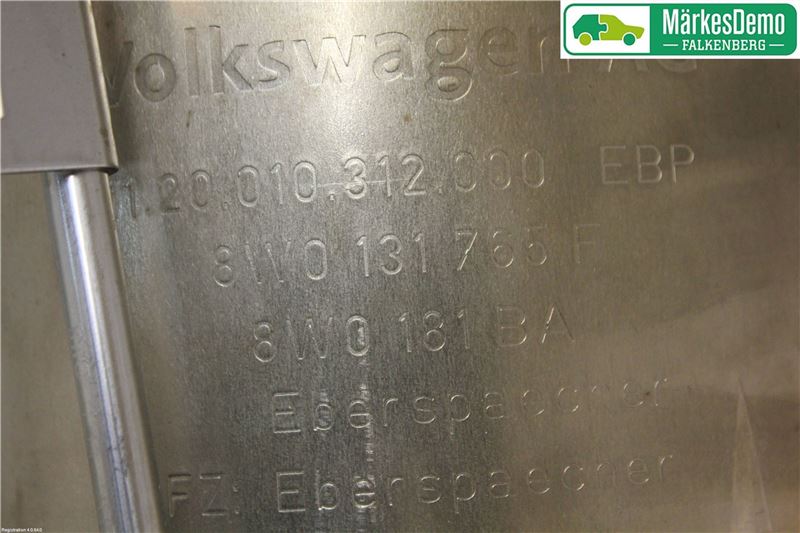 MärkesDemo
FALKENBERG
Volkswagen AG
1.20.010.312.000 EBP
8W0 131 765 F
8W0 181 BA
Eberspaecher
FZ: Eberspaecher